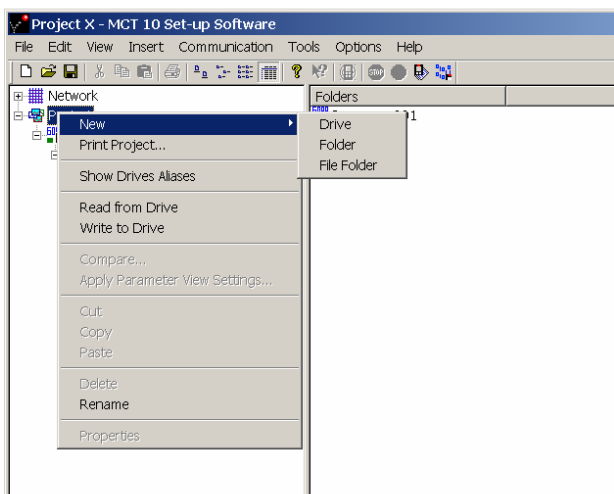 Project X - MCT 10 Set-up Software
File Edit View Insert Communication Tools Options Help
Network
Folders
New
Drive
Folder
File Folder
Print Project...
Show Drives Aliases
Read from Drive
Write to Drive
Compare...
Apply Parameter View Settings...
Cut
Copy
Paste
Delete
Rename
Properties